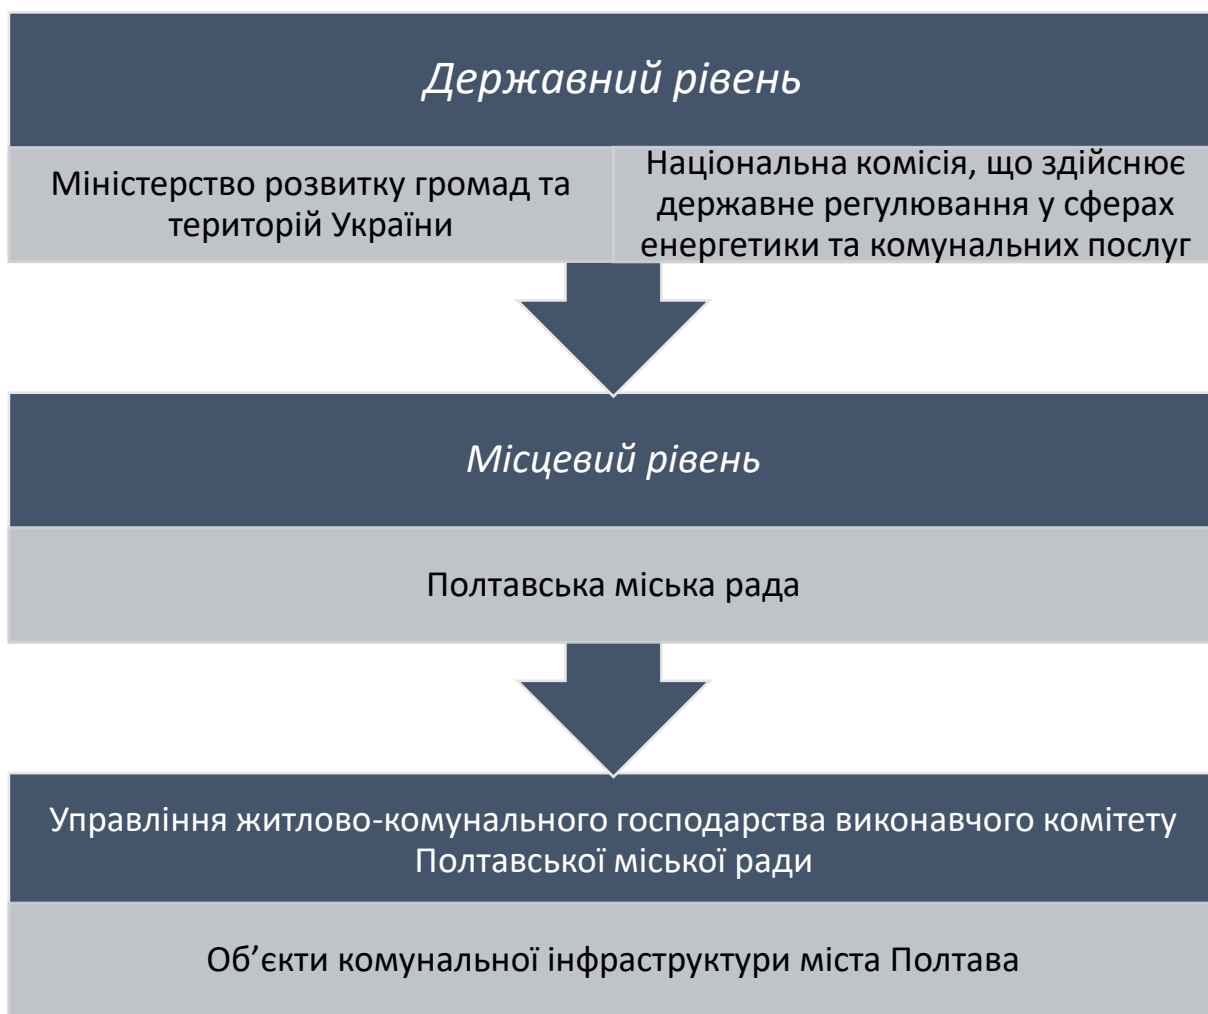 Державний рівень
Міністерство розвитку громад та
територій України
Національна комісія, що здійснює
державне регулювання у сферах
енергетики та комунальних послуг
Місцевий рівень
Полтавська міська рада
Управління житлово-комунального господарства виконавчого комітету
Полтавської міської ради
Об’єкти комунальної інфраструктури міста Полтава